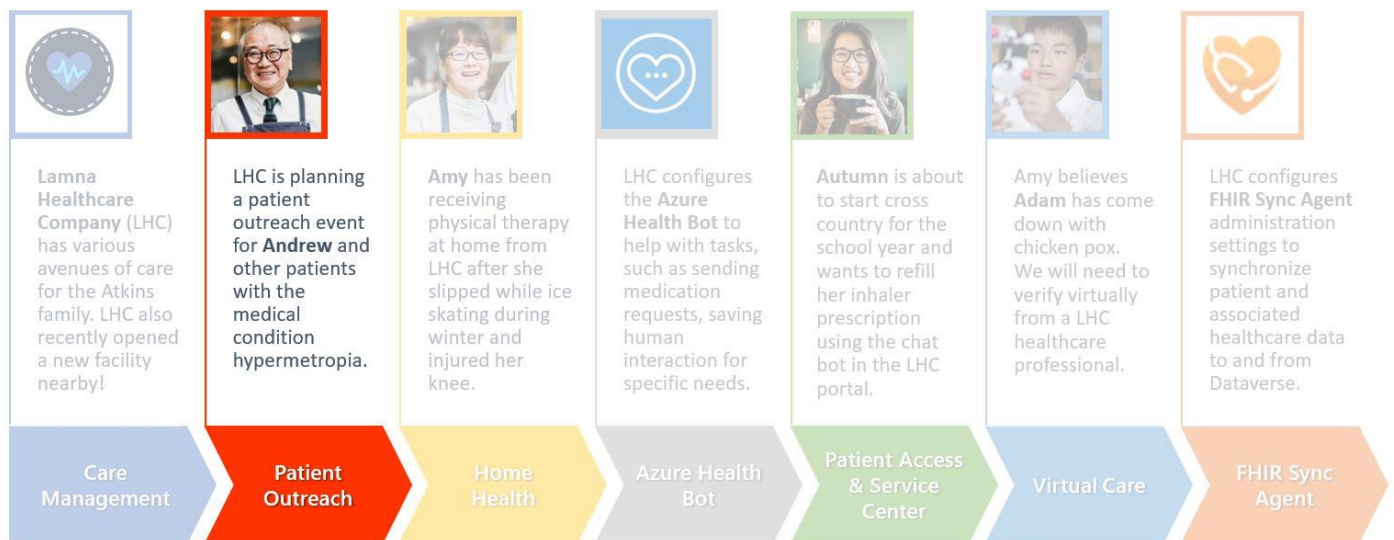 Lamna
Healthcare
Company (LHC)
has various
avenues of care
for the Atkins
family. LHC also
recently opened
a new facility
nearby!
LHC is planning
a patient
outreach event
for Andrew and
other patients
with the
medical
condition
hypermetropia.
Amy has been
receiving
physical therapy
at home from
LHC after she
slipped while ice
skating during
winter and
injured her
knee.
LHC configures
the Azure
Health Bot to
help with tasks,
such as sending
medication
requests, saving
human
interaction for
specific needs.
Autumn is about
to start cross
country for the
school year and
wants to refill
her inhaler
prescription
using the chat
bot in the LHC
portal.
Amy believes
Adam has come
down with
chicken pox.
We will need to
verify virtually
from a LHC
healthcare
professional.
LHC configures
FHIR Sync Agent
administration
settings to
synchronize
patient and
associated
healthcare data
to and from
Dataverse.
Care
Management
Patient
Outreach
Home
Health
Azure Health
Bot
Patient Access
& Service
Center
Virtual Care
FHIR Sync
Agent